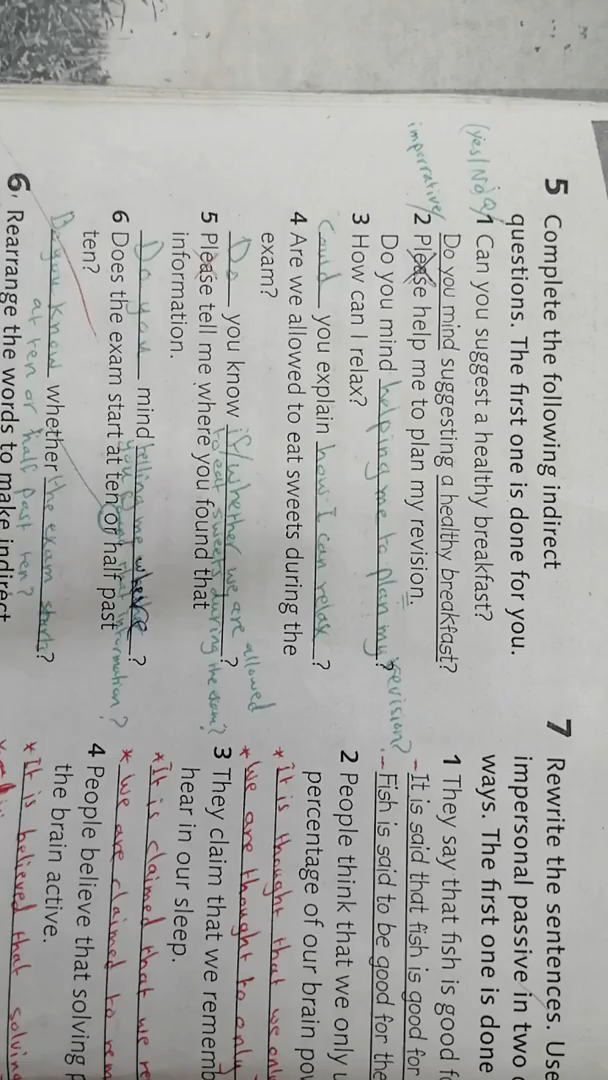 5 Complete the following indirect
questions. The first one is done for you.
(yes/No Q)
1 Can you suggest a healthy breakfast?
Do you mind suggesting a healthy breakfast?
imperrative/
2 Please help me to plan my revision.
Do you mind helping me to plan my revision?
3 How can I relax?
Could you explain how I can relax?
4 Are we allowed to eat sweets during the
exam?
Do you know if/whether we are allowed
to eat sweets during the exam?
5 Please tell me where you found that
information.
Do you mind telling me where
you found that information?
6 Does the exam start at ten or half past
ten?
Do you know whether the exam starts?
at ten or half past ten?
6 Rearrange the words to make indirect
7 Rewrite the sentences. Use
impersonal passive in two
ways. The first one is done
1 They say that fish is good f
- It is said that fish is good for
- Fish is said to be good for the
2 People think that we only u
percentage of our brain pow
* It is thought that we only
* We are thought to only
3 They claim that we rememb
hear in our sleep.
* It is claimed that we re
* We are claimed to rem
4 People believe that solving p
the brain active.
* It is believed that solving